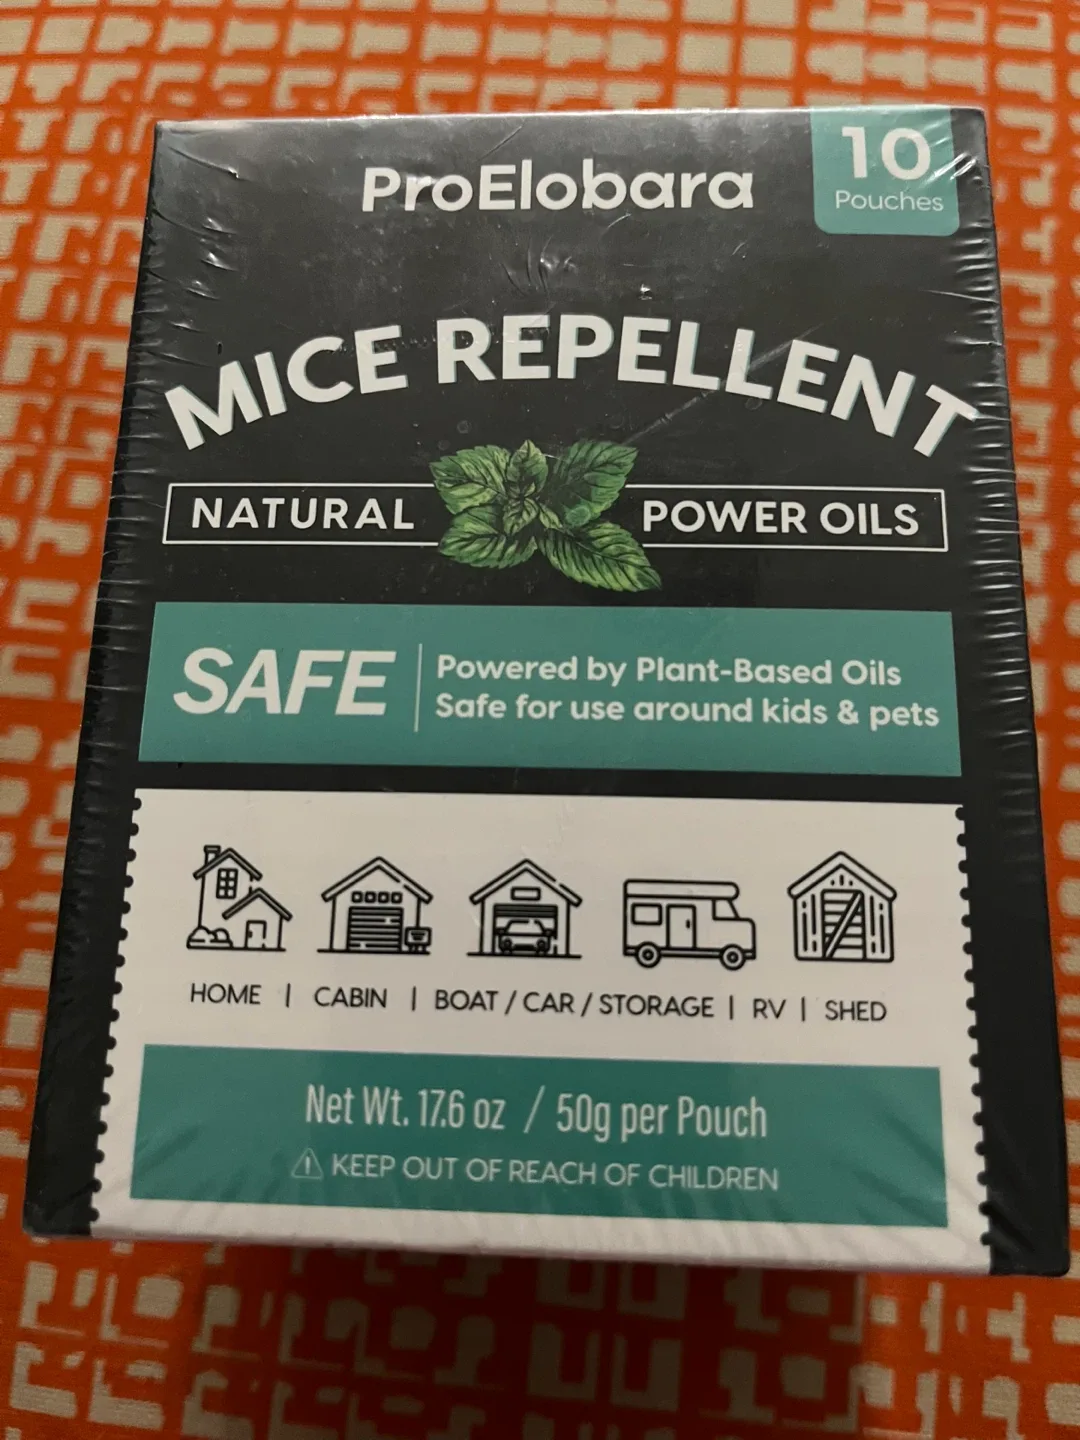 ProElobara
10
Pouches
MICE REPELLENT
NATURAL POWER OILS
SAFE
Powered by Plant-Based Oils
Safe for use around kids & pets
HOME | CABIN | BOAT / CAR / STORAGE | RV | SHED
Net Wt. 17.6 oz / 50g per Pouch
⚠ KEEP OUT OF REACH OF CHILDREN